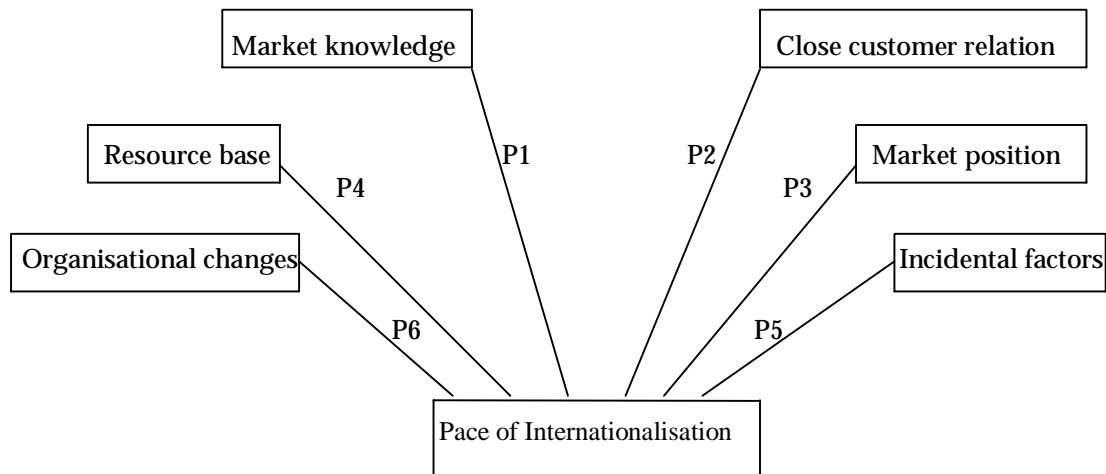 Market knowledge
Close customer relation
Resource base
P1
P2
Market position
P4
P3
Organisational changes
Incidental factors
P6
P5
Pace of Internationalisation